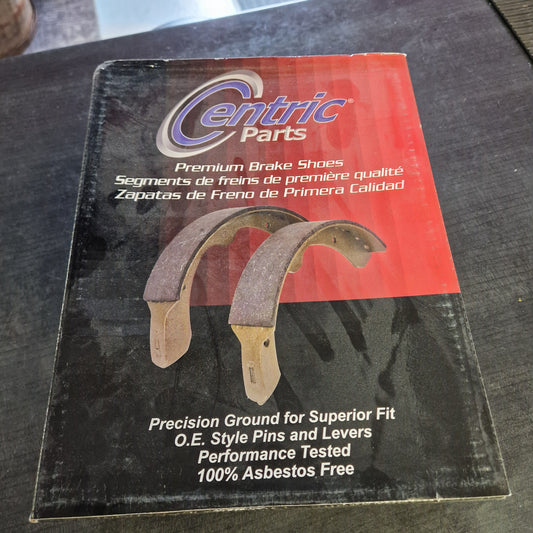 Centric®
Parts
Premium Brake Shoes
Segments de freins de première qualité
Zapatas de Freno de Primera Calidad
Precision Ground for Superior Fit
O.E. Style Pins and Levers
Performance Tested
100% Asbestos Free